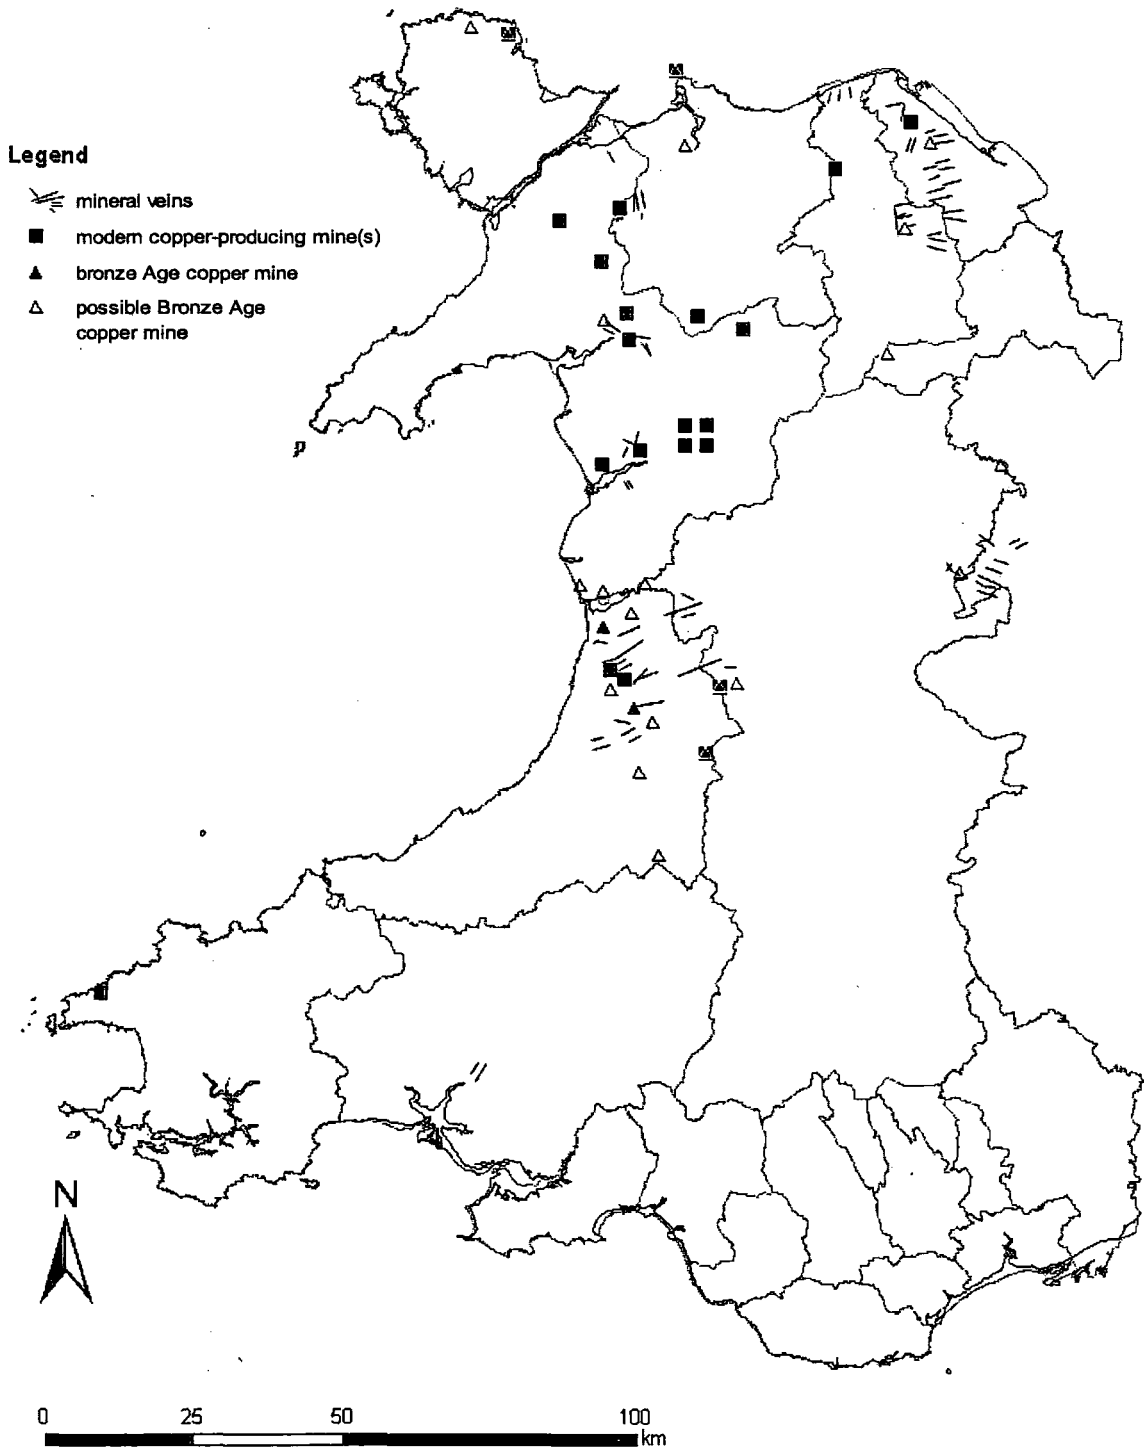 Legend
mineral veins
modern copper-producing mine(s)
bronze Age copper mine
possible Bronze Age
copper mine
N
0 25 50 100
km